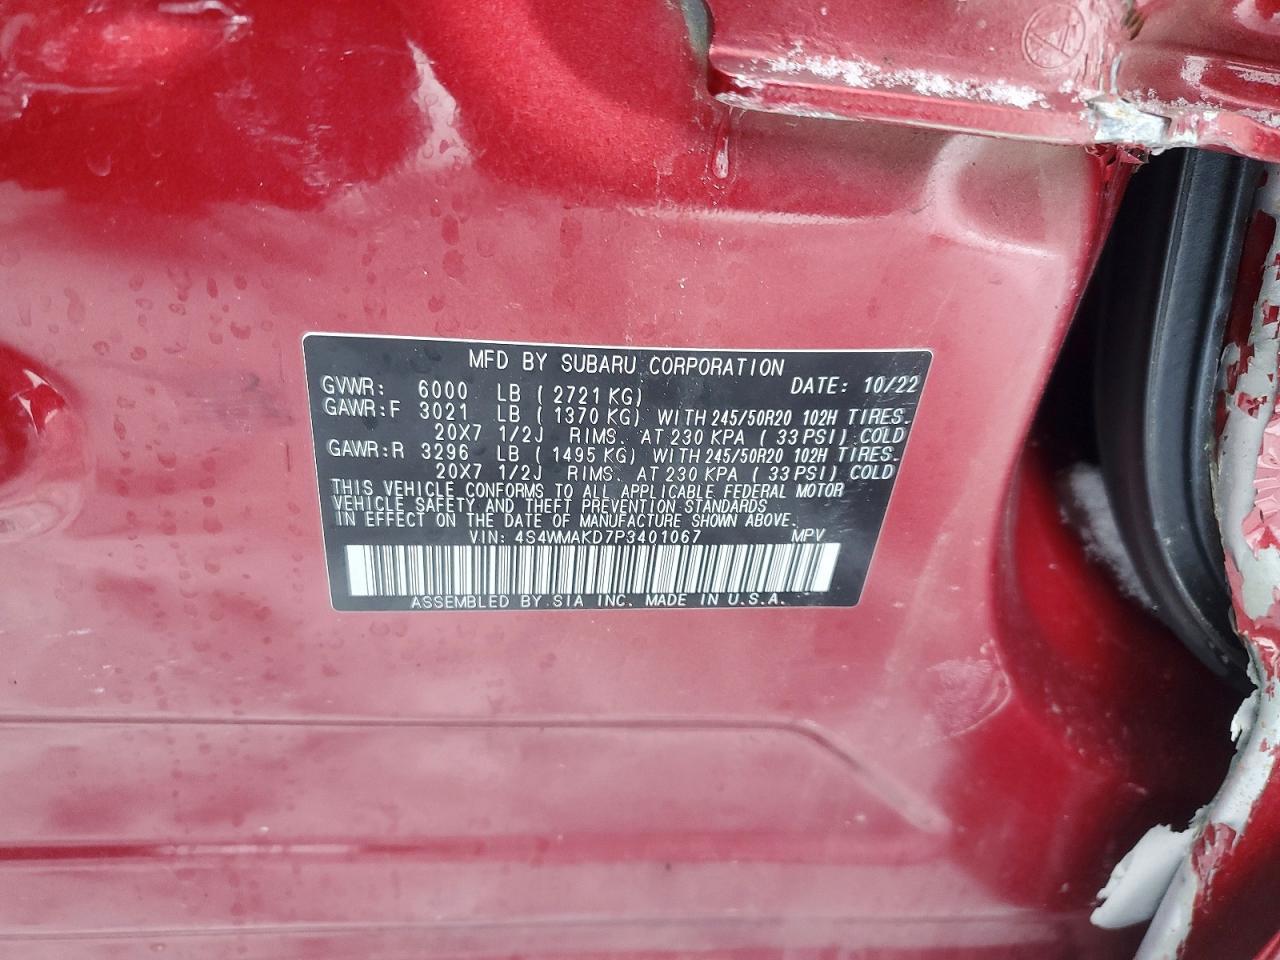 MFD BY SUBARU CORPORATION
GVWR: 6000 LB ( 2721 KG) DATE: 10/22
GAWR:F 3021 LB ( 1370 KG) WITH 245/50R20 102H TIRES.
20X7 1/2J RIMS. AT 230 KPA ( 33 PSI) COLD
GAWR:R 3296 LB ( 1495 KG) WITH 245/50R20 102H TIRES.
20X7 1/2J RIMS. AT 230 KPA ( 33 PSI) COLD
THIS VEHICLE CONFORMS TO ALL APPLICABLE FEDERAL MOTOR
VEHICLE SAFETY AND THEFT PREVENTION STANDARDS
IN EFFECT ON THE DATE OF MANUFACTURE SHOWN ABOVE.
VIN: 4S4WMAKD7P3401067 MPV
ASSEMBLED BY SIA INC. MADE IN U.S.A.